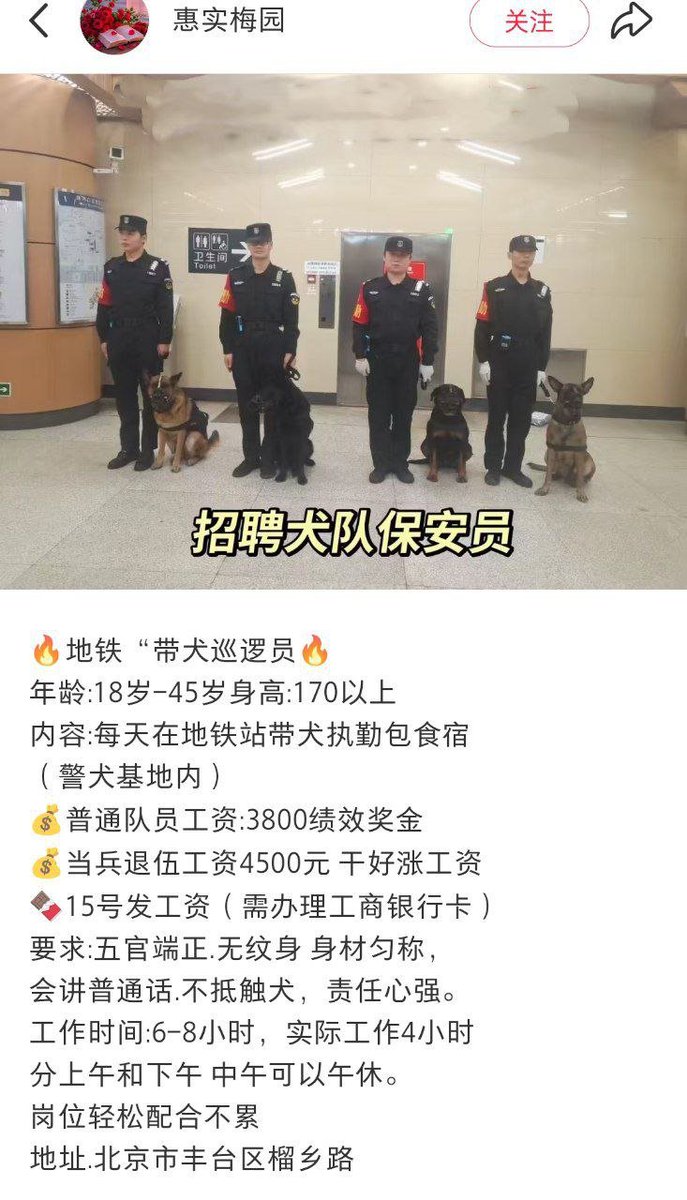 惠实梅园
关注
卫生间
Toilet
招聘犬队保安员
🔥地铁“带犬巡逻员🔥
年龄:18岁-45岁身高:170以上
内容:每天在地铁站带犬执勤包食宿
（警犬基地内）
💰普通队员工资:3800绩效奖金
💰当兵退伍工资4500元 干好涨工资
🍫15号发工资（需办理工商银行卡）
要求:五官端正.无纹身 身材匀称，
会讲普通话.不抵触犬，责任心强。
工作时间:6-8小时，实际工作4小时
分上午和下午 中午可以午休。
岗位轻松配合不累
地址.北京市丰台区榴乡路